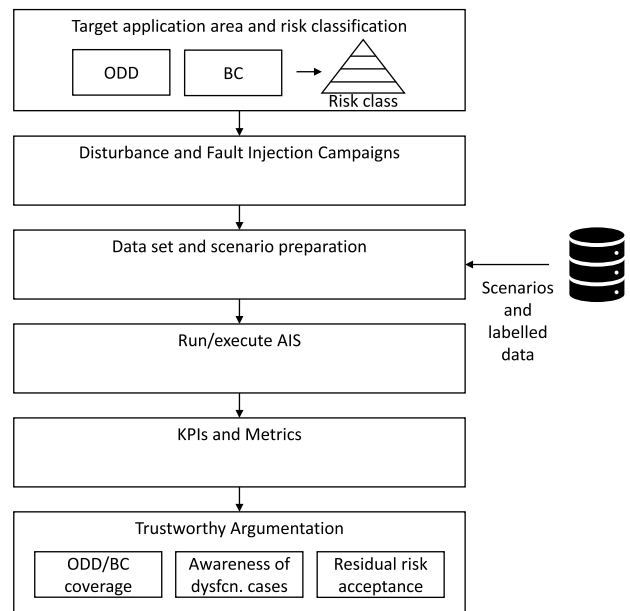 Target application area and risk classification
ODD
BC
Risk class
Disturbance and Fault Injection Campaigns
Data set and scenario preparation
Scenarios
and
labelled
data
Run/execute AIS
KPIs and Metrics
Trustworthy Argumentation
ODD/BC
coverage
Awareness of
dysfcn. cases
Residual risk
acceptance